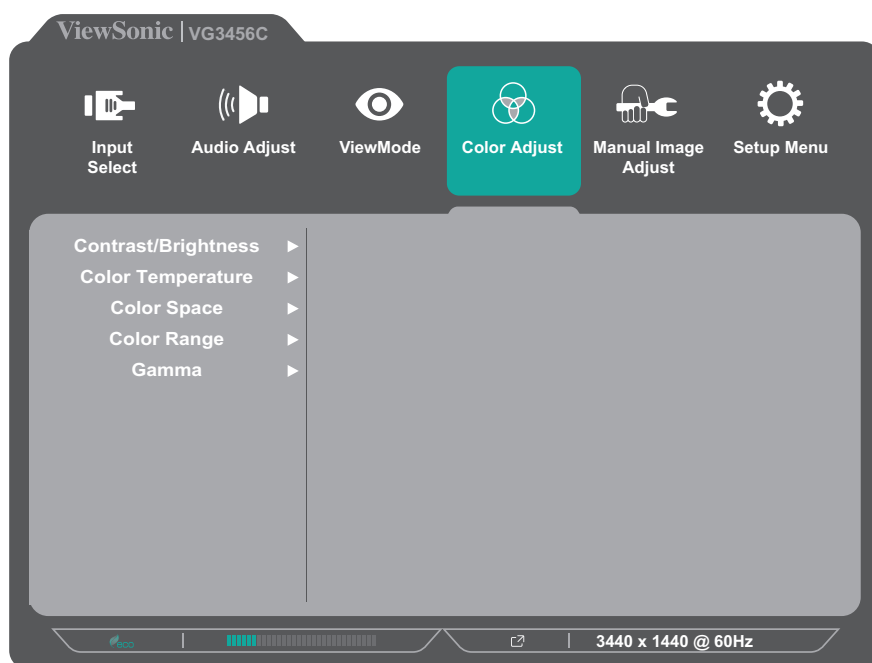 ViewSonic | VG3456C
Input Select
Audio Adjust
ViewMode
Color Adjust
Manual Image Adjust
Setup Menu
Contrast/Brightness
Color Temperature
Color Space
Color Range
Gamma
eco
3440 x 1440 @ 60Hz